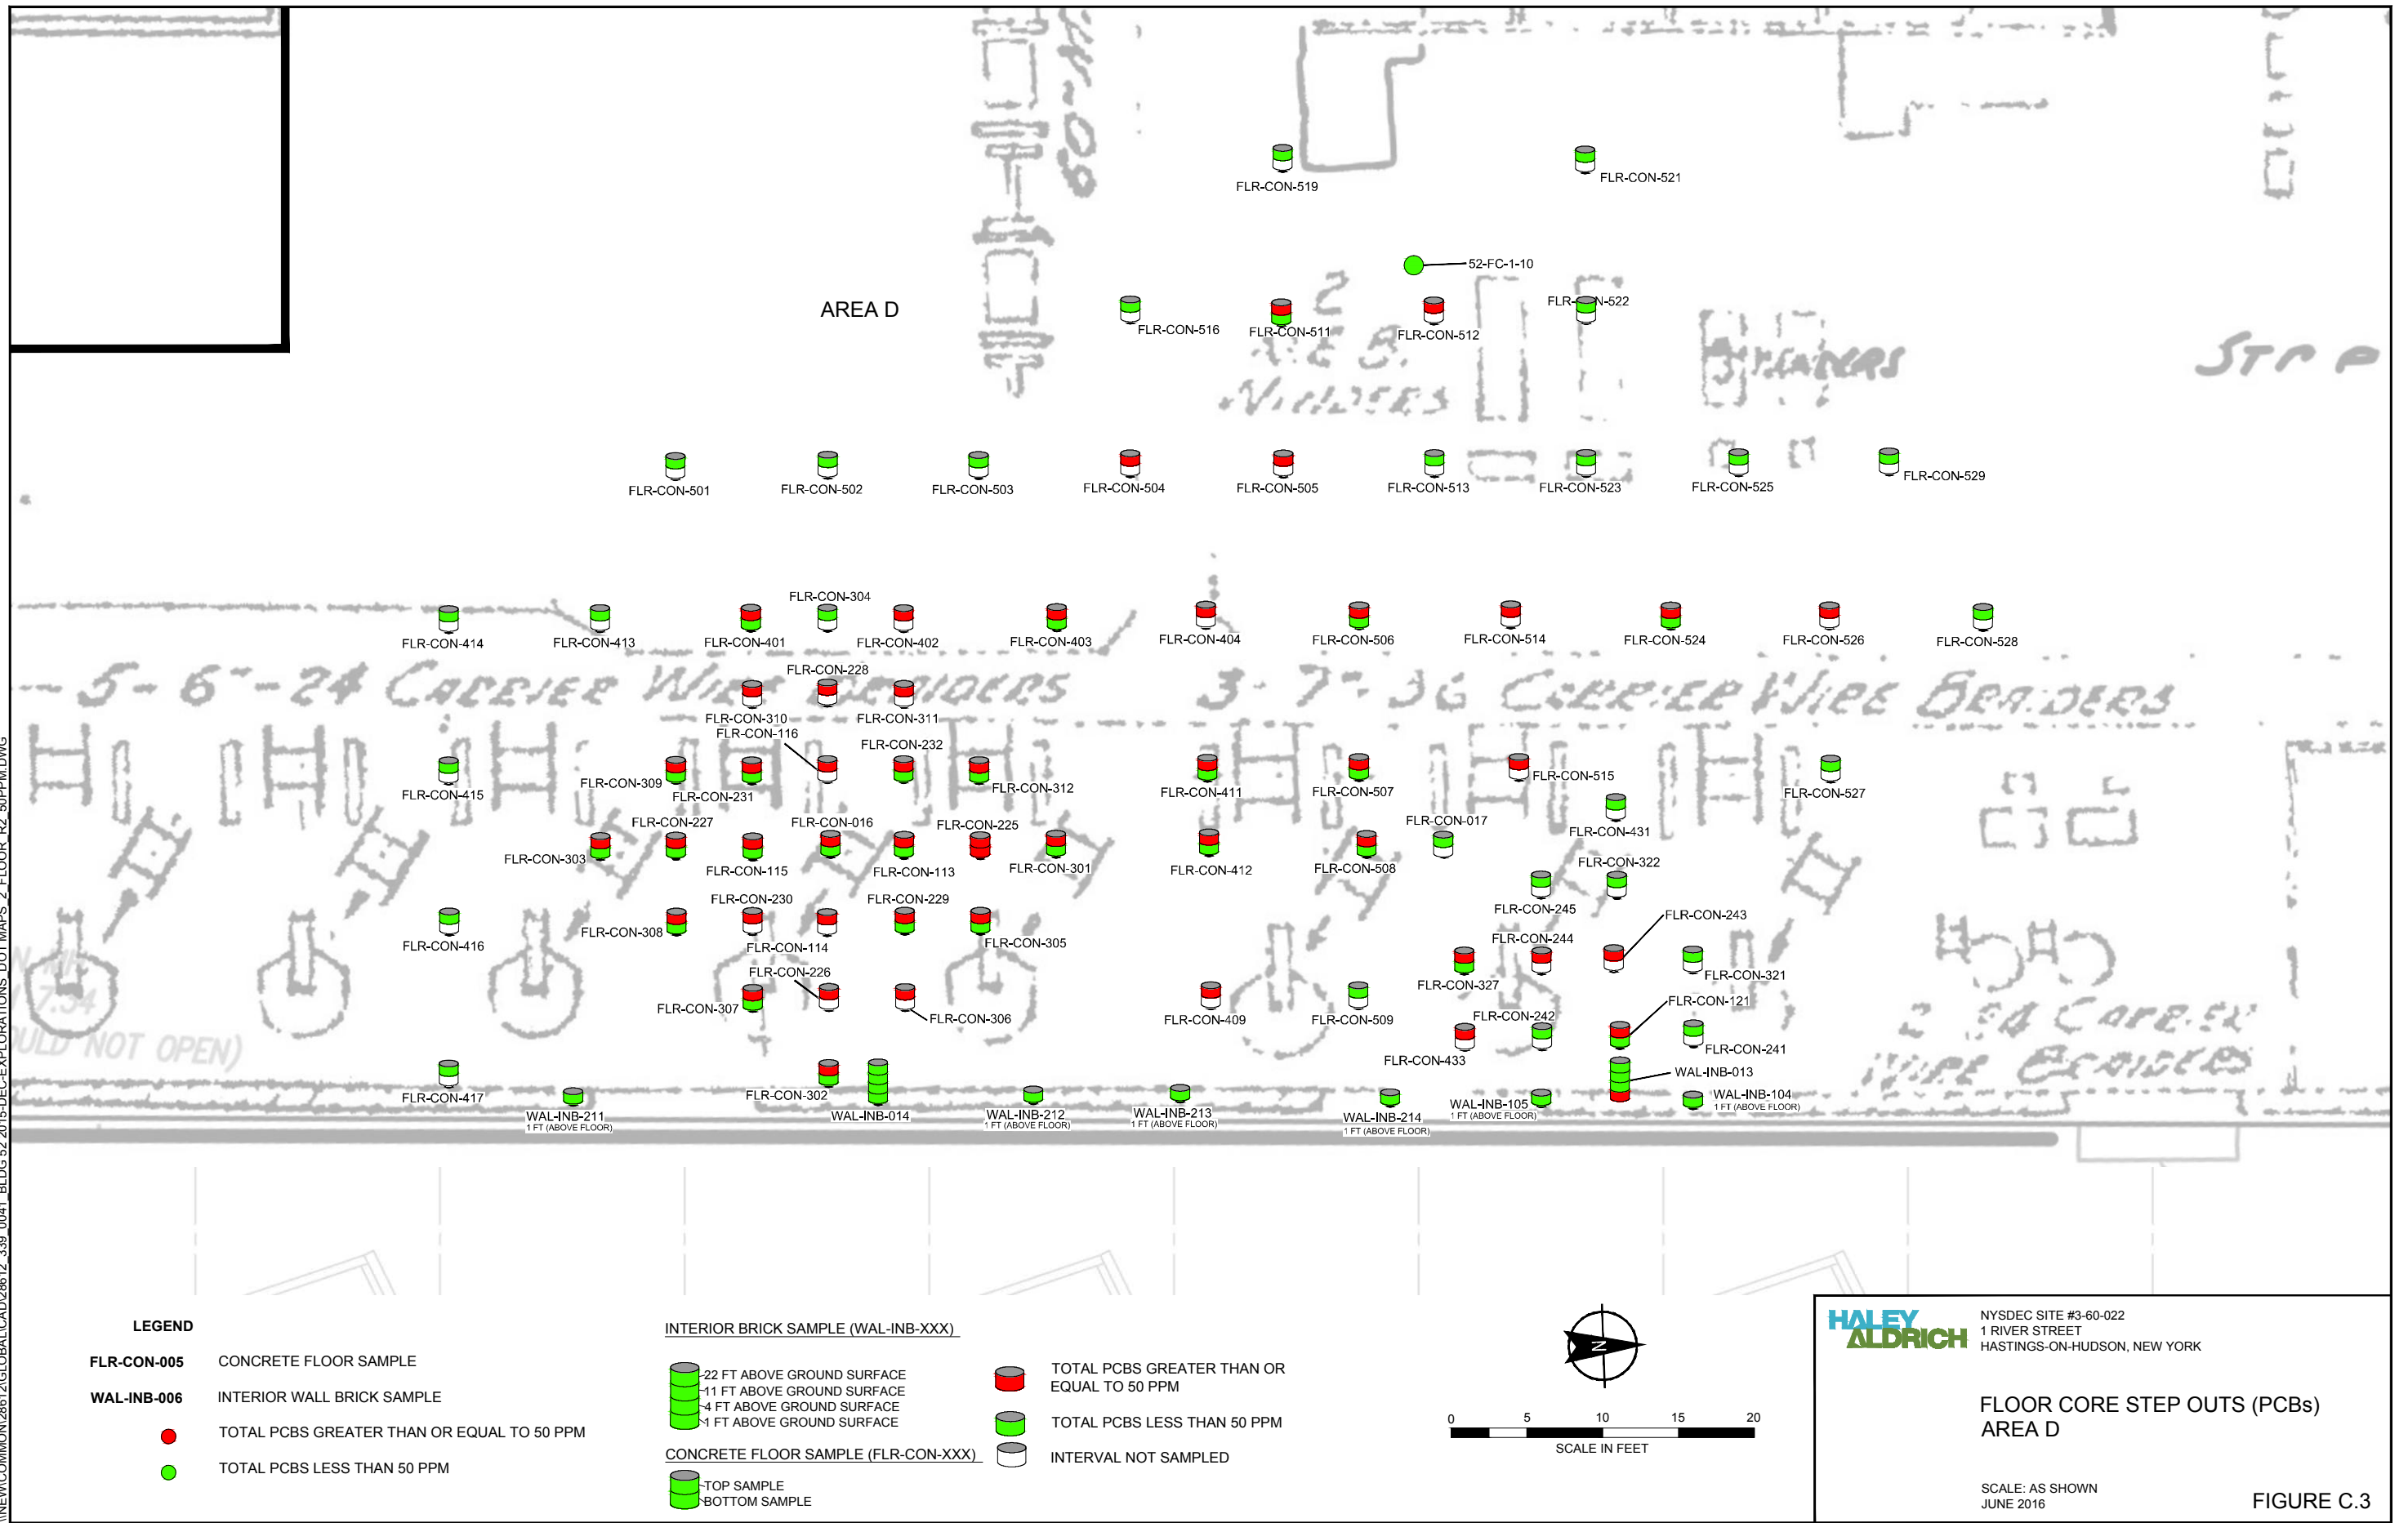 FLR-CON-519
FLR-CON-521
52-FC-1-10
AREA D
FLR-CON-516
FLR-CON-511
FLR-CON-512
2
STRP
FLR-CON-501
FLR-CON-502
FLR-CON-503
FLR-CON-504
FLR-CON-505
FLR-CON-513
FLR-CON-523
FLR-CON-525
FLR-CON-529
FLR-CON-304
FLR-CON-414
FLR-CON-413
FLR-CON-401
FLR-CON-402
FLR-CON-403
FLR-CON-404
FLR-CON-506
FLR-CON-514
FLR-CON-524
FLR-CON-526
FLR-CON-528
FLR-CON-228
5-6"-24 CARRIER WIRE
3-7"-36 CARRIER WIRE
FLR-CON-310
FLR-CON-311
FLR-CON-116
FLR-CON-232
FLR-CON-415
FLR-CON-309
FLR-CON-231
FLR-CON-312
FLR-CON-411
FLR-CON-507
FLR-CON-515
FLR-CON-527
FLR-CON-227
FLR-CON-016
FLR-CON-225
FLR-CON-017
FLR-CON-431
FLR-CON-303
FLR-CON-115
FLR-CON-113
FLR-CON-301
FLR-CON-412
FLR-CON-508
FLR-CON-322
FLR-CON-230
FLR-CON-229
FLR-CON-245
FLR-CON-243
FLR-CON-416
FLR-CON-308
FLR-CON-114
FLR-CON-305
FLR-CON-244
FLR-CON-226
FLR-CON-327
FLR-CON-321
FLR-CON-307
FLR-CON-306
FLR-CON-409
FLR-CON-509
FLR-CON-242
FLR-CON-121
7.54
OULD NOT OPEN)
FLR-CON-433
FLR-CON-241
WAL-INB-013
FLR-CON-417
FLR-CON-302
WAL-INB-211
1 FT (ABOVE FLOOR)
WAL-INB-014
WAL-INB-212
1 FT (ABOVE FLOOR)
WAL-INB-213
1 FT (ABOVE FLOOR)
WAL-INB-214
1 FT (ABOVE FLOOR)
WAL-INB-105
1 FT (ABOVE FLOOR)
WAL-INB-104
1 FT (ABOVE FLOOR)
LEGEND
FLR-CON-005 CONCRETE FLOOR SAMPLE
WAL-INB-006 INTERIOR WALL BRICK SAMPLE
TOTAL PCBS GREATER THAN OR EQUAL TO 50 PPM
TOTAL PCBS LESS THAN 50 PPM
INTERIOR BRICK SAMPLE (WAL-INB-XXX)
22 FT ABOVE GROUND SURFACE
11 FT ABOVE GROUND SURFACE
4 FT ABOVE GROUND SURFACE
1 FT ABOVE GROUND SURFACE
CONCRETE FLOOR SAMPLE (FLR-CON-XXX)
TOP SAMPLE
BOTTOM SAMPLE
TOTAL PCBS GREATER THAN OR
EQUAL TO 50 PPM
TOTAL PCBS LESS THAN 50 PPM
INTERVAL NOT SAMPLED
N
0 5 10 15 20
SCALE IN FEET
HALEY
ALDRICH
NYSDEC SITE #3-60-022
1 RIVER STREET
HASTINGS-ON-HUDSON, NEW YORK
FLOOR CORE STEP OUTS (PCBs)
AREA D
SCALE: AS SHOWN
JUNE 2016
FIGURE C.3